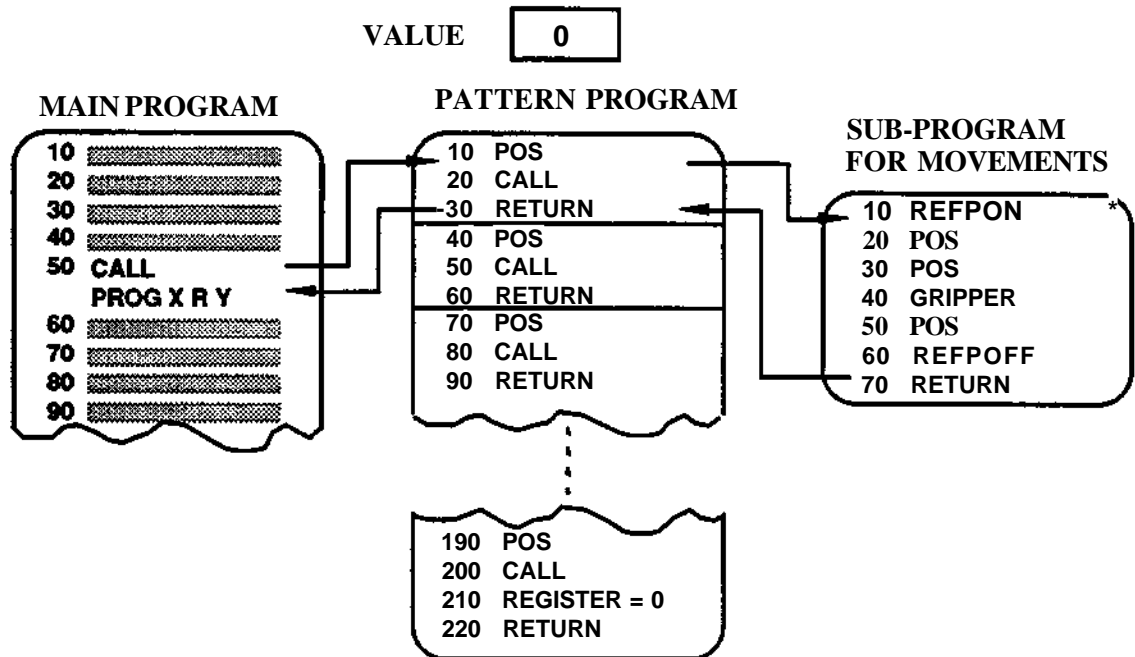 VALUE 0
MAIN PROGRAM
10
20
30
40
50 CALL
PROG X R Y
60
70
80
90
PATTERN PROGRAM
10 POS
20 CALL
30 RETURN
40 POS
50 CALL
60 RETURN
70 POS
80 CALL
90 RETURN
190 POS
200 CALL
210 REGISTER = 0
220 RETURN
SUB-PROGRAM
FOR MOVEMENTS
10 REFPON *
20 POS
30 POS
40 GRIPPER
50 POS
60 REFPOFF
70 RETURN